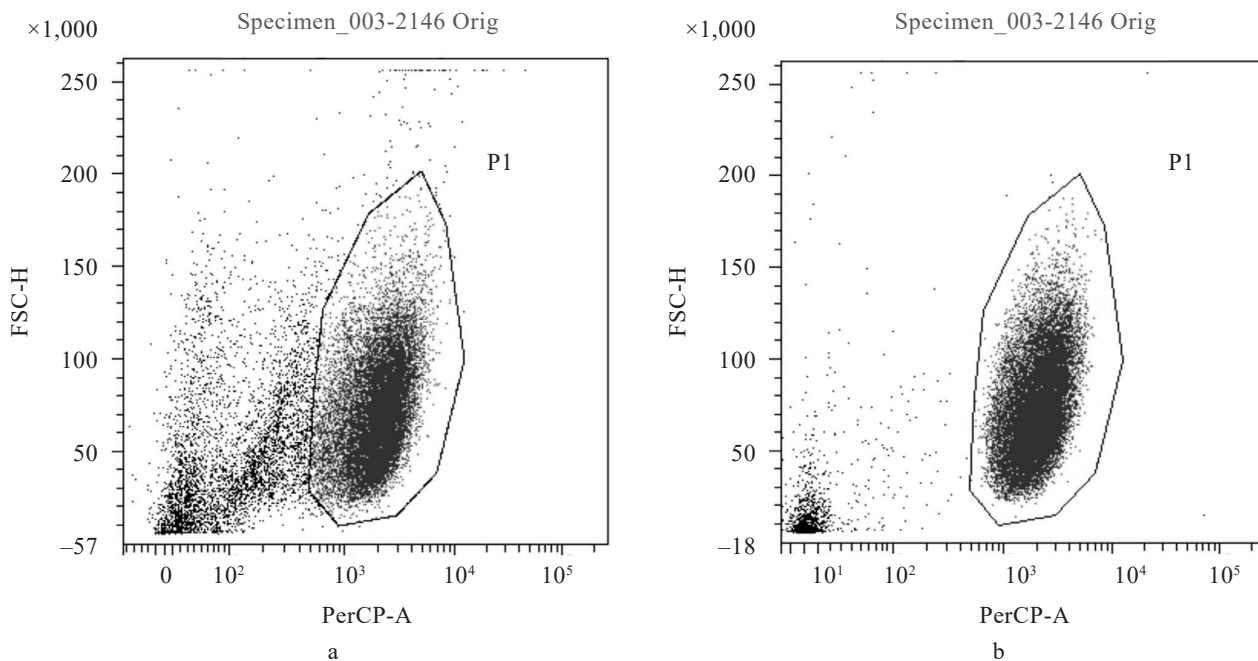 Specimen_003-2146 Orig
×1,000
250
200
150
100
50
–57
FSC-H
P1
0 10² 10³ 10⁴ 10⁵
PerCP-A
a
Specimen_003-2146 Orig
×1,000
250
200
150
100
50
–18
FSC-H
P1
10¹ 10² 10³ 10⁴ 10⁵
PerCP-A
b